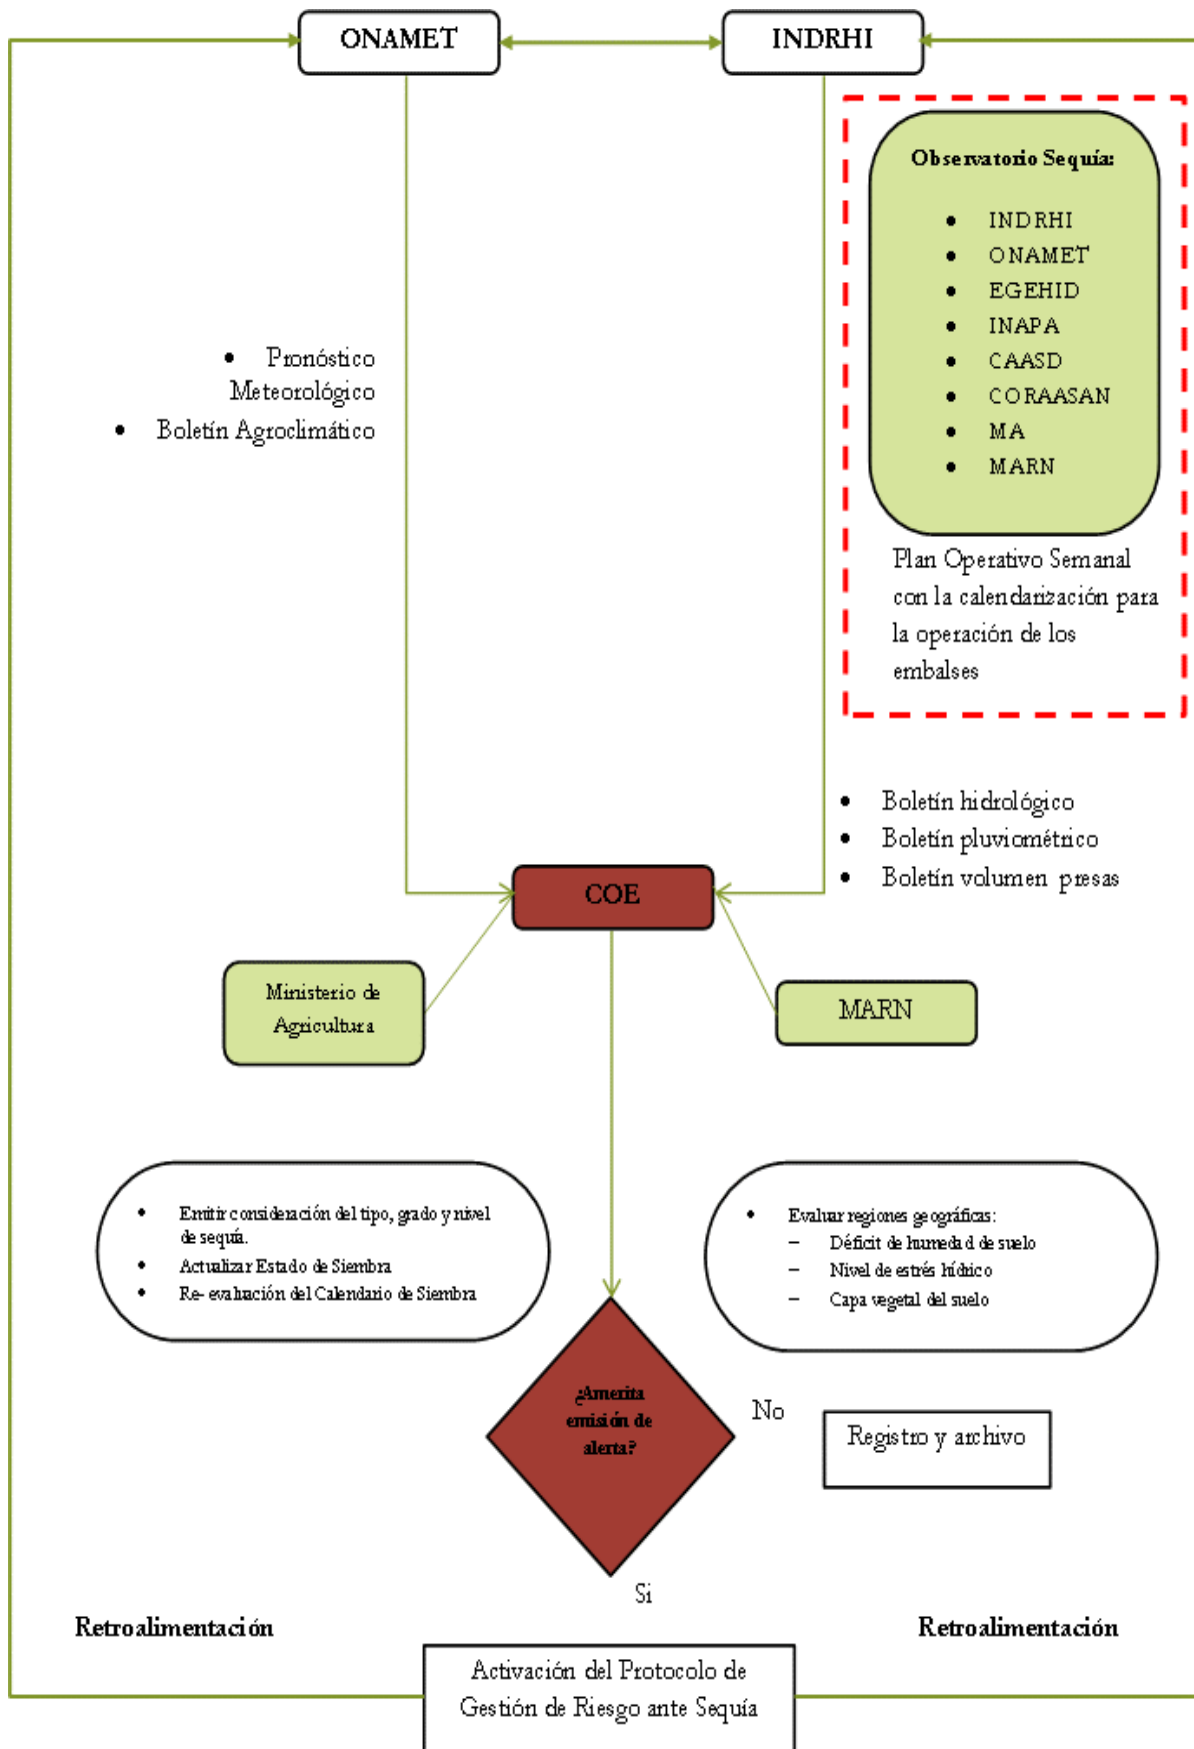 ONAMET
INDRHI
Observatorio Sequía:
• INDRHI
• ONAMET
• EGEHID
• INAPA
• CAASD
• CORAASAN
• MA
• MARN
Plan Operativo Semanal
con la calendarización para
la operación de los
embalses
• Pronóstico
Meteorológico
• Boletín Agroclimático
• Boletín hidrológico
• Boletín pluviométrico
• Boletín volumen presas
COE
Ministerio de
Agricultura
MARN
• Emitir consideración del tipo, grado y nivel
de sequía.
• Actualizar Estado de Siembra
• Re- evaluación del Calendario de Siembra
• Evaluar regiones geográficas:
– Déficit de humedad de suelo
– Nivel de estrés hídrico
– Capa vegetal del suelo
¿Amerita
emisión de
alerta?
No
Registro y archivo
Si
Retroalimentación
Retroalimentación
Activación del Protocolo de
Gestión de Riesgo ante Sequía